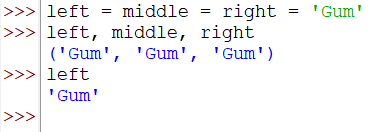 >>> left = middle = right = 'Gum'
>>> left, middle, right
('Gum', 'Gum', 'Gum')
>>> left
'Gum'
>>>